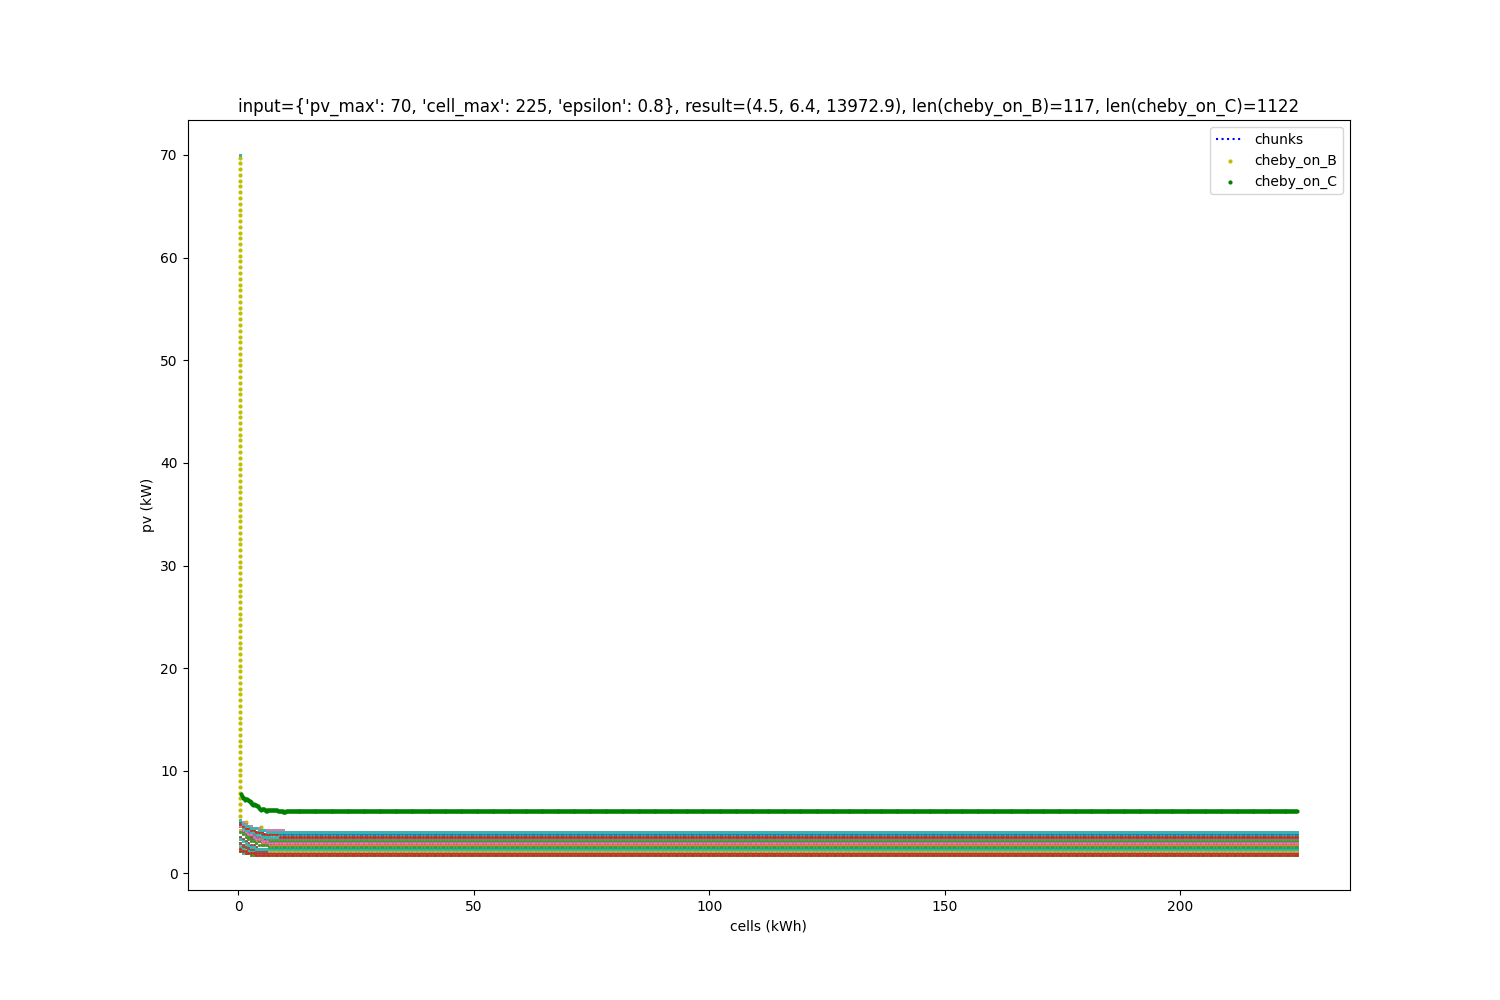 input={'pv_max': 70, 'cell_max': 225, 'epsilon': 0.8}, result=(4.5, 6.4, 13972.9), len(cheby_on_B)=117, len(cheby_on_C)=1122
chunks
cheby_on_B
cheby_on_C
70
60
50
40
30
20
10
0
pv (kW)
0 50 100 150 200
cells (kWh)